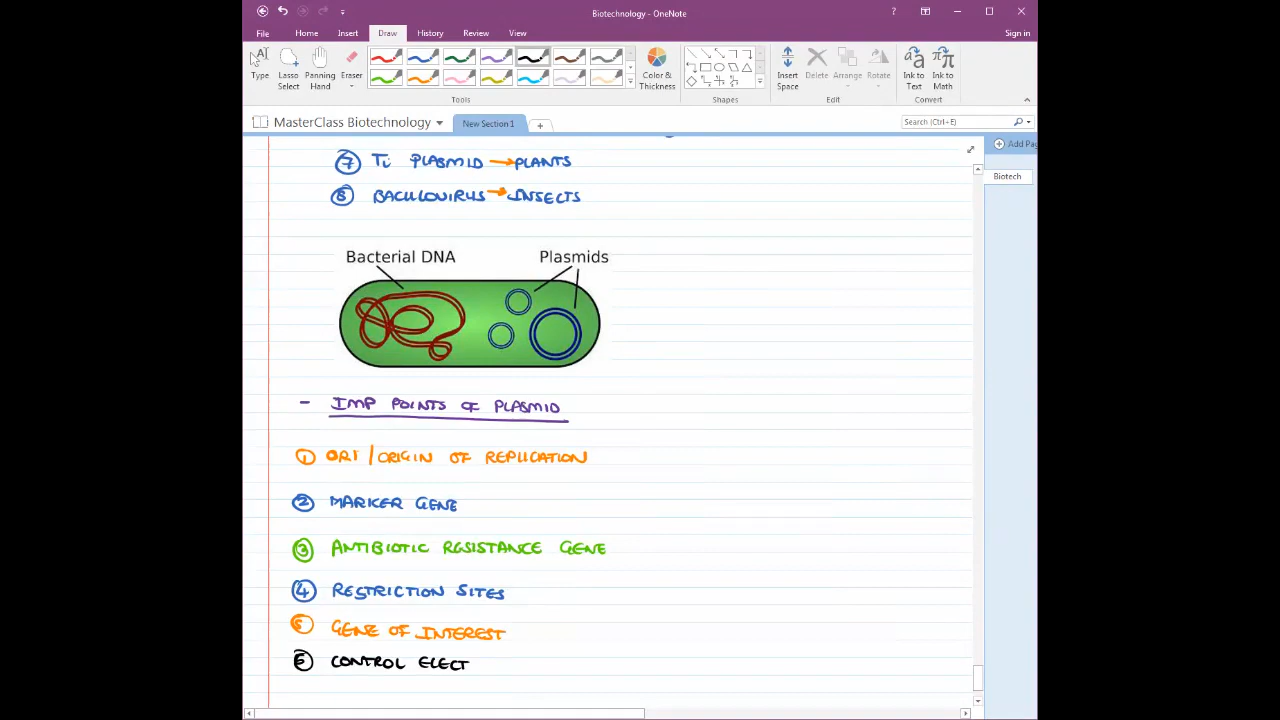 Biotechnology - OneNote
?
File Home Insert Draw History Review View Sign in
Type Lasso Select Panning Hand Eraser Color & Thickness Insert Space Delete Arrange Rotate Ink to Text Ink to Math
Tools Shapes Edit Convert
MasterClass Biotechnology New Section 1 + Search (Ctrl+E)
Add Pag
Biotech
7 Ti PLASMID → PLANTS
8 BACULOVIRUS → INSECTS
Bacterial DNA Plasmids
- IMP POINTS OF PLASMID
1 ORI / ORIGIN OF REPLICATION
2 MARKER GENE
3 ANTIBIOTIC RESISTANCE GENE
4 RESTRICTION SITES
5 GENE OF INTEREST
6 CONTROL ELECT